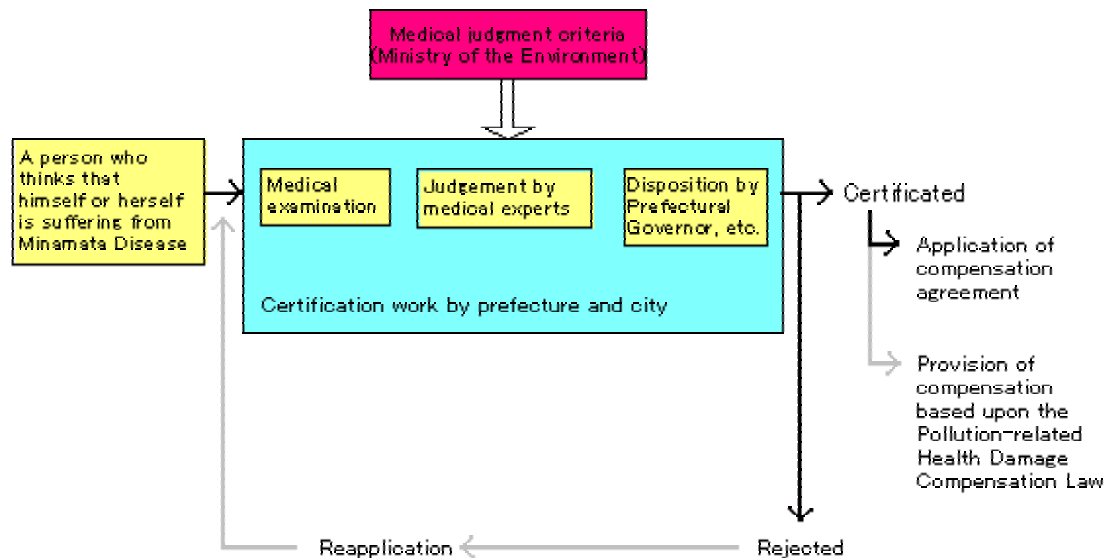 Medical judgment criteria
(Ministry of the Environment)
A person who
thinks that
himself or herself
is suffering from
Minamata Disease
Medical
examination
Judgement by
medical experts
Disposition by
Prefectural
Governor, etc.
Certification work by prefecture and city
Certificated
Application of
compensation
agreement
Provision of
compensation
based upon the
Pollution-related
Health Damage
Compensation Law
Reapplication
Rejected